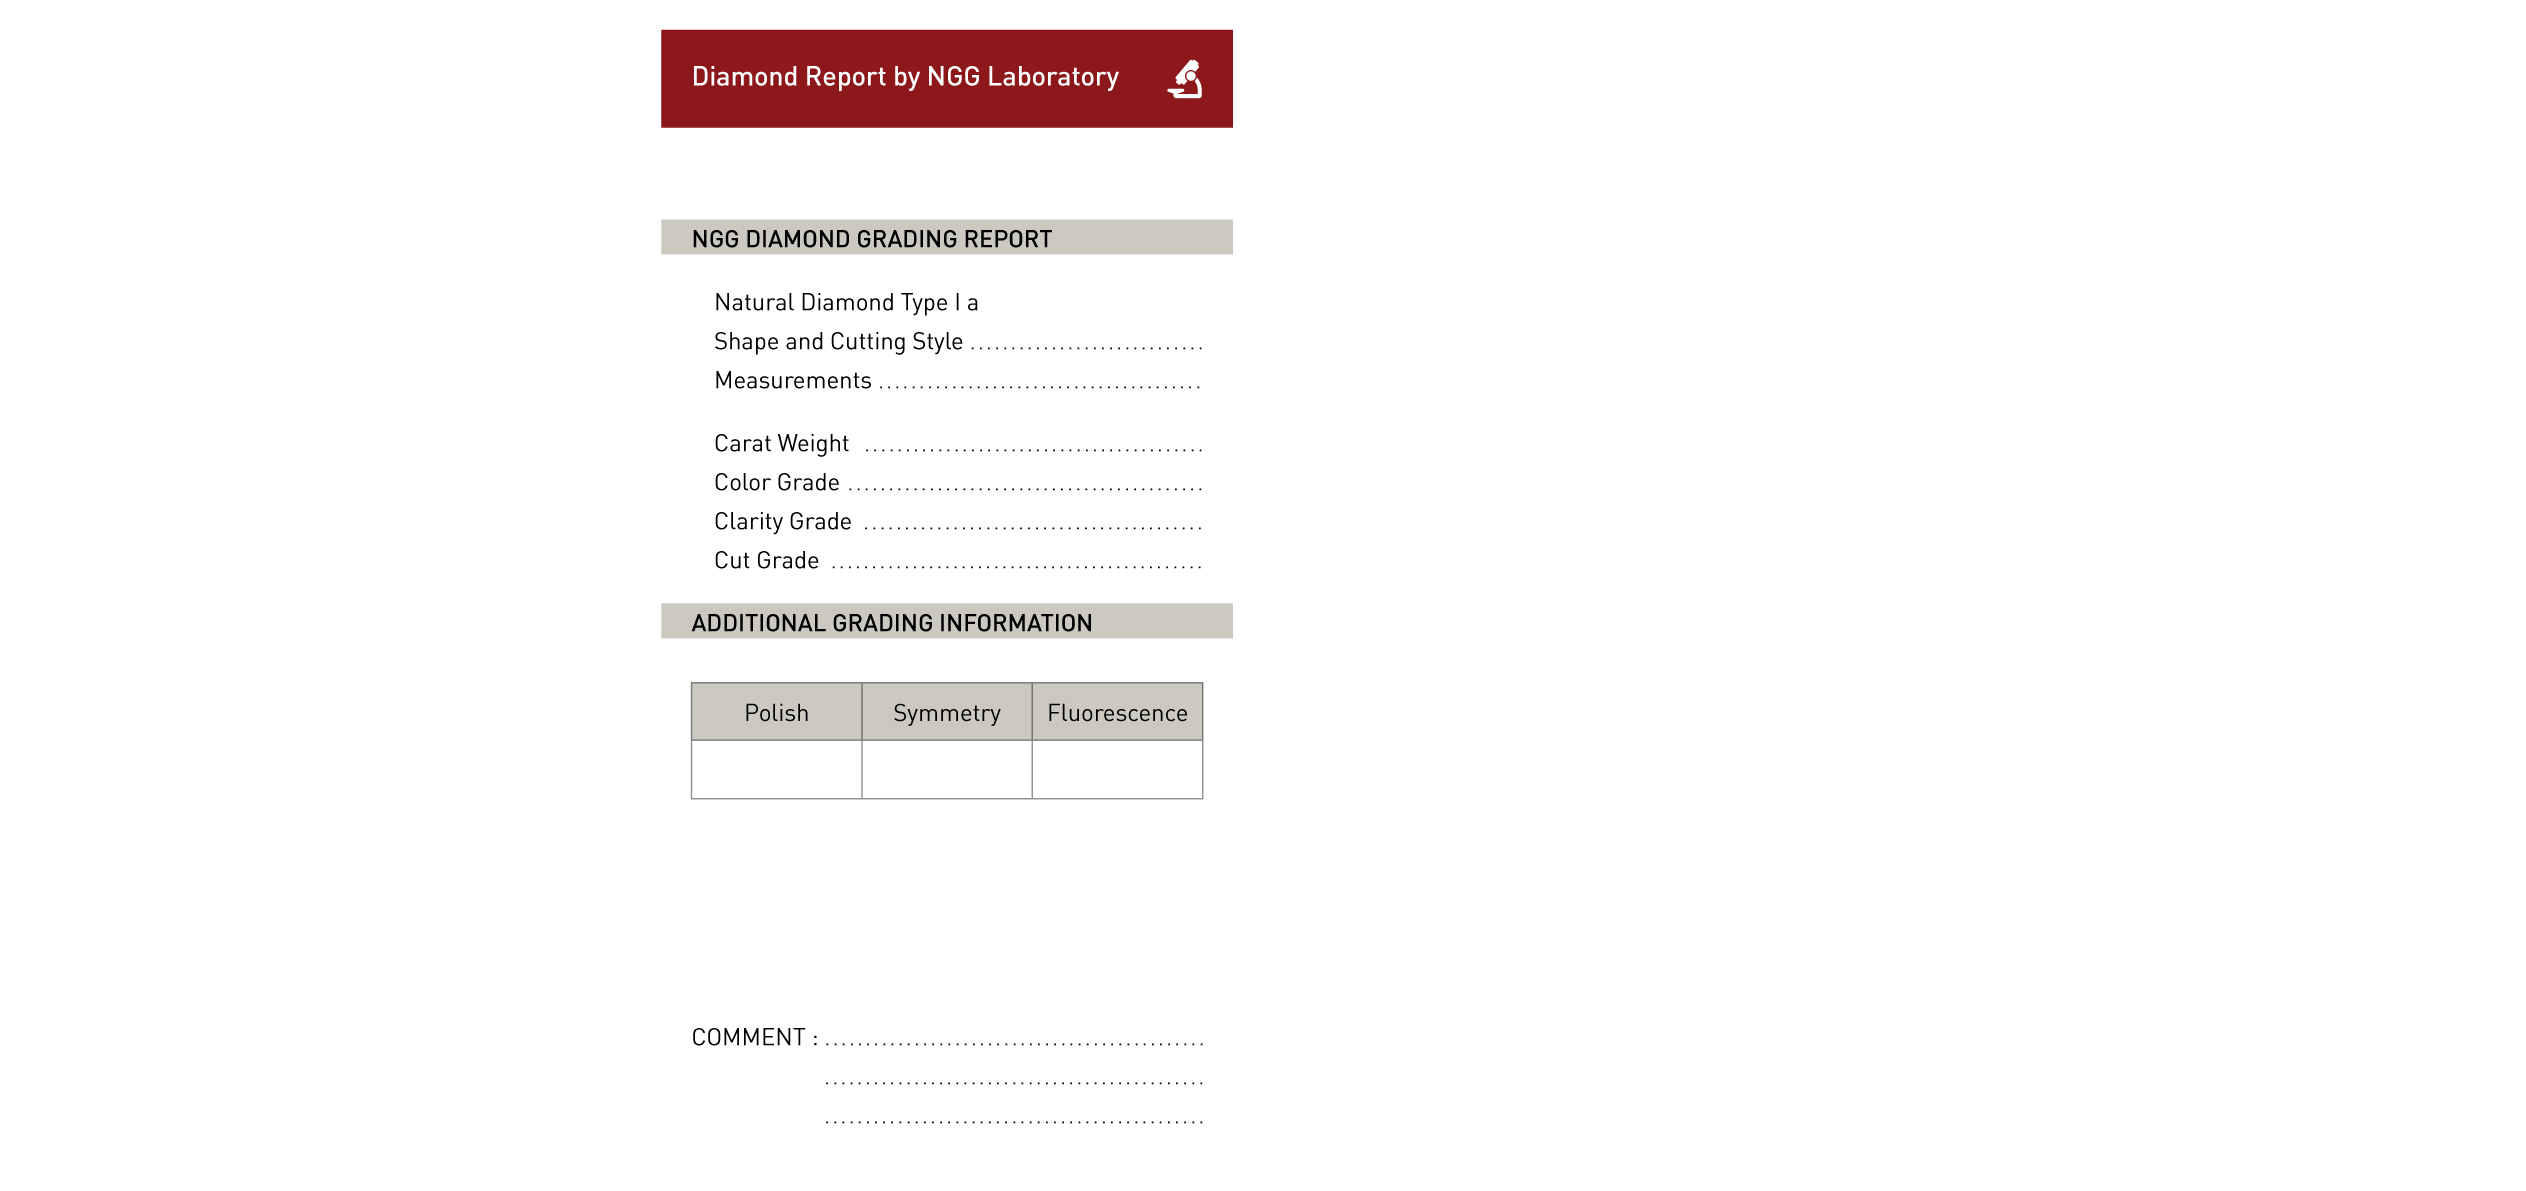 Diamond Report by NGG Laboratory
NGG DIAMOND GRADING REPORT
Natural Diamond Type I a
Shape and Cutting Style .............................
Measurements ........................................
Carat Weight ..........................................
Color Grade ............................................
Clarity Grade ..........................................
Cut Grade ..............................................
ADDITIONAL GRADING INFORMATION
Polish Symmetry Fluorescence
COMMENT : ...............................................
...............................................
...............................................